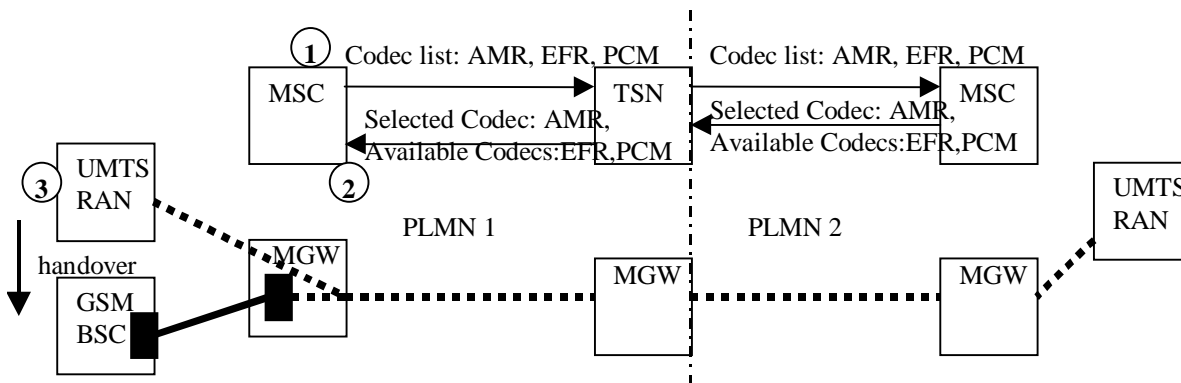 1
Codec list: AMR, EFR, PCM
Codec list: AMR, EFR, PCM
MSC
TSN
MSC
Selected Codec: AMR,
Available Codecs:EFR,PCM
Selected Codec: AMR,
Available Codecs:EFR,PCM
3
UMTS
RAN
2
UMTS
RAN
PLMN 1
PLMN 2
handover
MGW
MGW
MGW
GSM
BSC